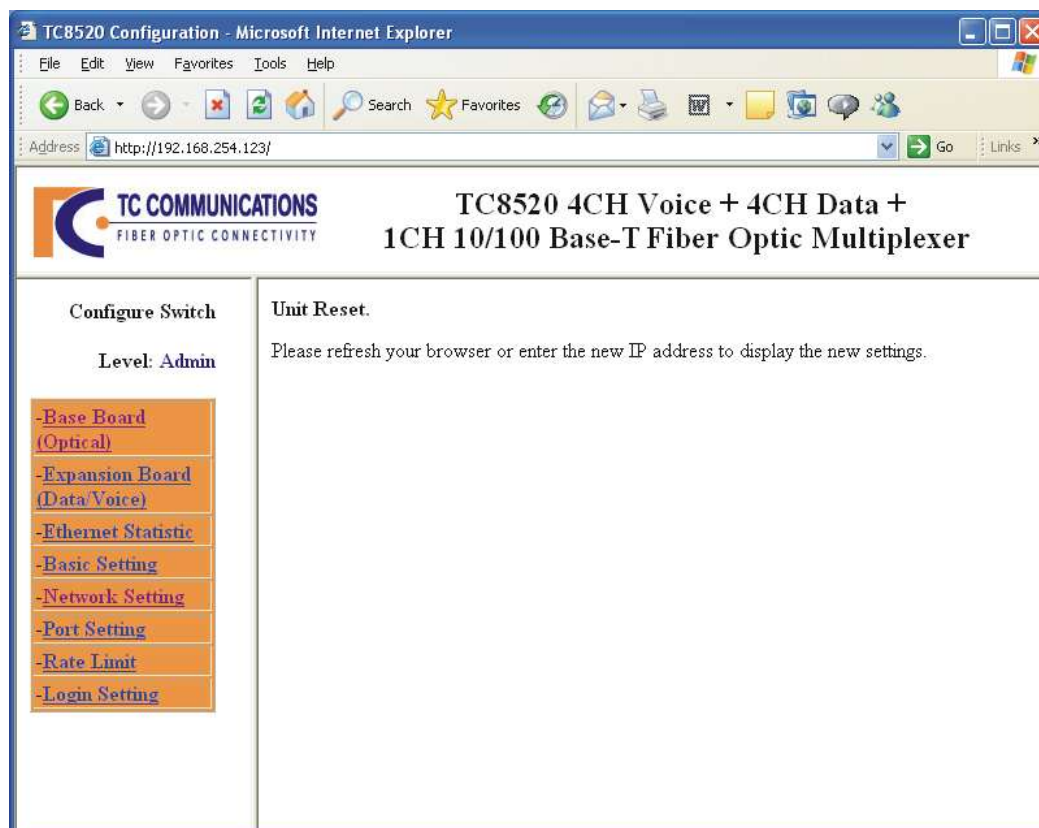 TC8520 Configuration - Microsoft Internet Explorer
File Edit View Favorites Tools Help
Back Search Favorites
Address http://192.168.254.123/ Go Links »
TC COMMUNICATIONS
FIBER OPTIC CONNECTIVITY
TC8520 4CH Voice + 4CH Data +
1CH 10/100 Base-T Fiber Optic Multiplexer
Configure Switch
Level: Admin
-Base Board
(Optical)
-Expansion Board
(Data/Voice)
-Ethernet Statistic
-Basic Setting
-Network Setting
-Port Setting
-Rate Limit
-Login Setting
Unit Reset.
Please refresh your browser or enter the new IP address to display the new settings.